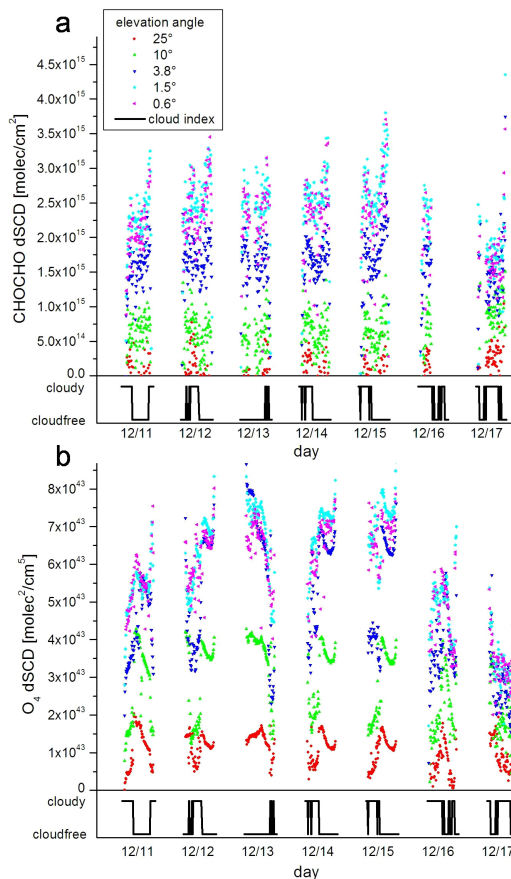 a
elevation angle
25°
10°
3.8°
1.5°
0.6°
cloud index
CHOCHO dSCD [molec/cm²]
4.5x10¹⁵
4.0x10¹⁵
3.5x10¹⁵
3.0x10¹⁵
2.5x10¹⁵
2.0x10¹⁵
1.5x10¹⁵
1.0x10¹⁵
5.0x10¹⁴
0.0
cloudy
cloudfree
12/11 12/12 12/13 12/14 12/15 12/16 12/17
day
b
O₄ dSCD [molec²/cm⁵]
8x10⁴³
7x10⁴³
6x10⁴³
5x10⁴³
4x10⁴³
3x10⁴³
2x10⁴³
1x10⁴³
0
cloudy
cloudfree
12/11 12/12 12/13 12/14 12/15 12/16 12/17
day